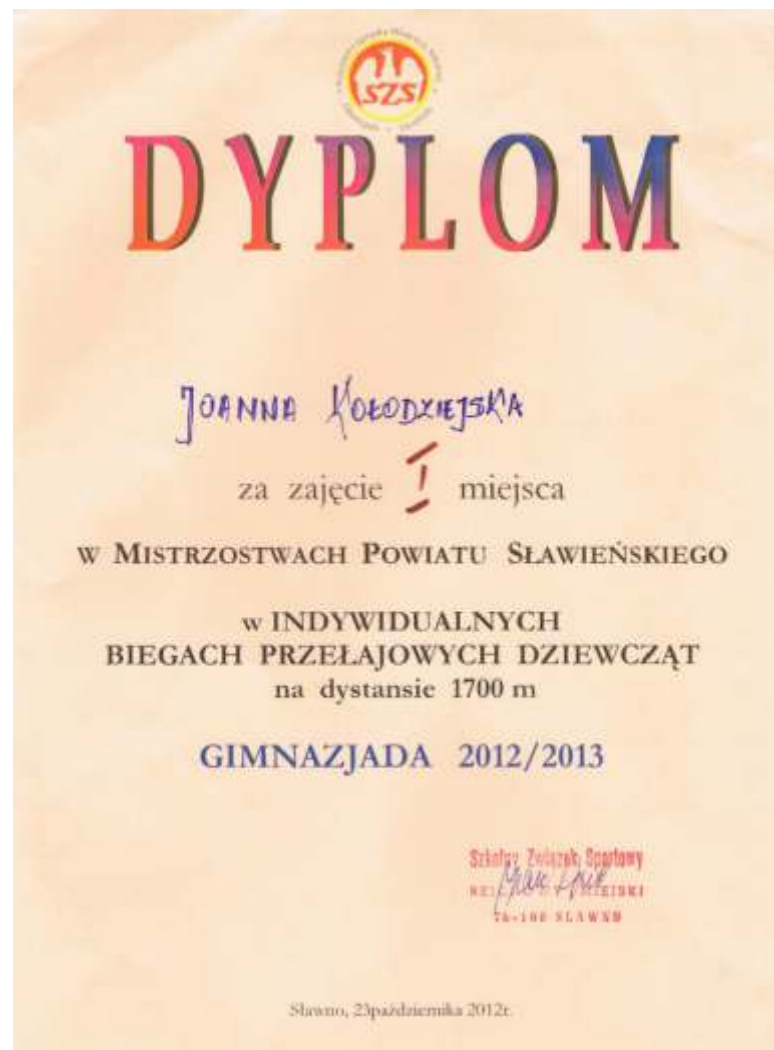 SZS
DYPLOM
JOANNA KOŁODZIEJSKA
za zajęcie I miejsca
w MISTRZOSTWACH POWIATU SŁAWIEŃSKIEGO
w INDYWIDUALNYCH
BIEGACH PRZEŁAJOWYCH DZIEWCZĄT
na dystansie 1700 m
GIMNAZJADA 2012/2013
Szkolny Związek Sportowy
MIEJSKI
76-100 SŁAWNO
Sławno, 23października 2012r.